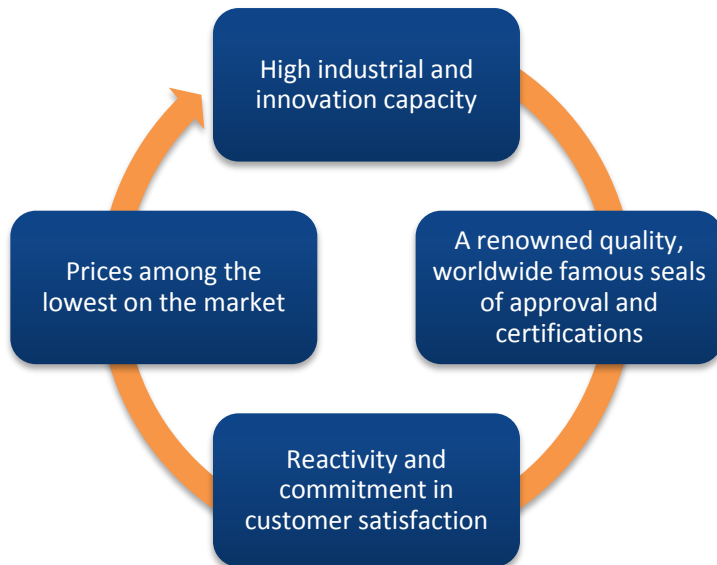 High industrial and
innovation capacity
A renowned quality,
worldwide famous seals
of approval and
certifications
Reactivity and
commitment in
customer satisfaction
Prices among the
lowest on the market